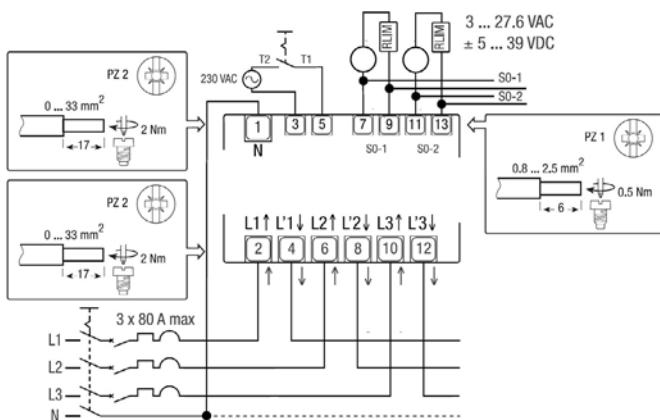 PZ 2
0 ... 33 mm²
2 Nm
17
PZ 2
0 ... 33 mm²
2 Nm
17
230 VAC
T2
T1
RLIM
RLIM
3 ... 27.6 VAC
± 5 ... 39 VDC
S0-1
S0-2
1
3
5
7
9
11
13
N
S0-1
S0-2
PZ 1
0.8 ... 2.5 mm²
0.5 Nm
6
L1↑ L'1↓ L2↑ L'2↓ L3↑ L'3↓
2 4 6 8 10 12
↑ ↓ ↑ ↓ ↑ ↓
3 x 80 A max
L1
L2
L3
N